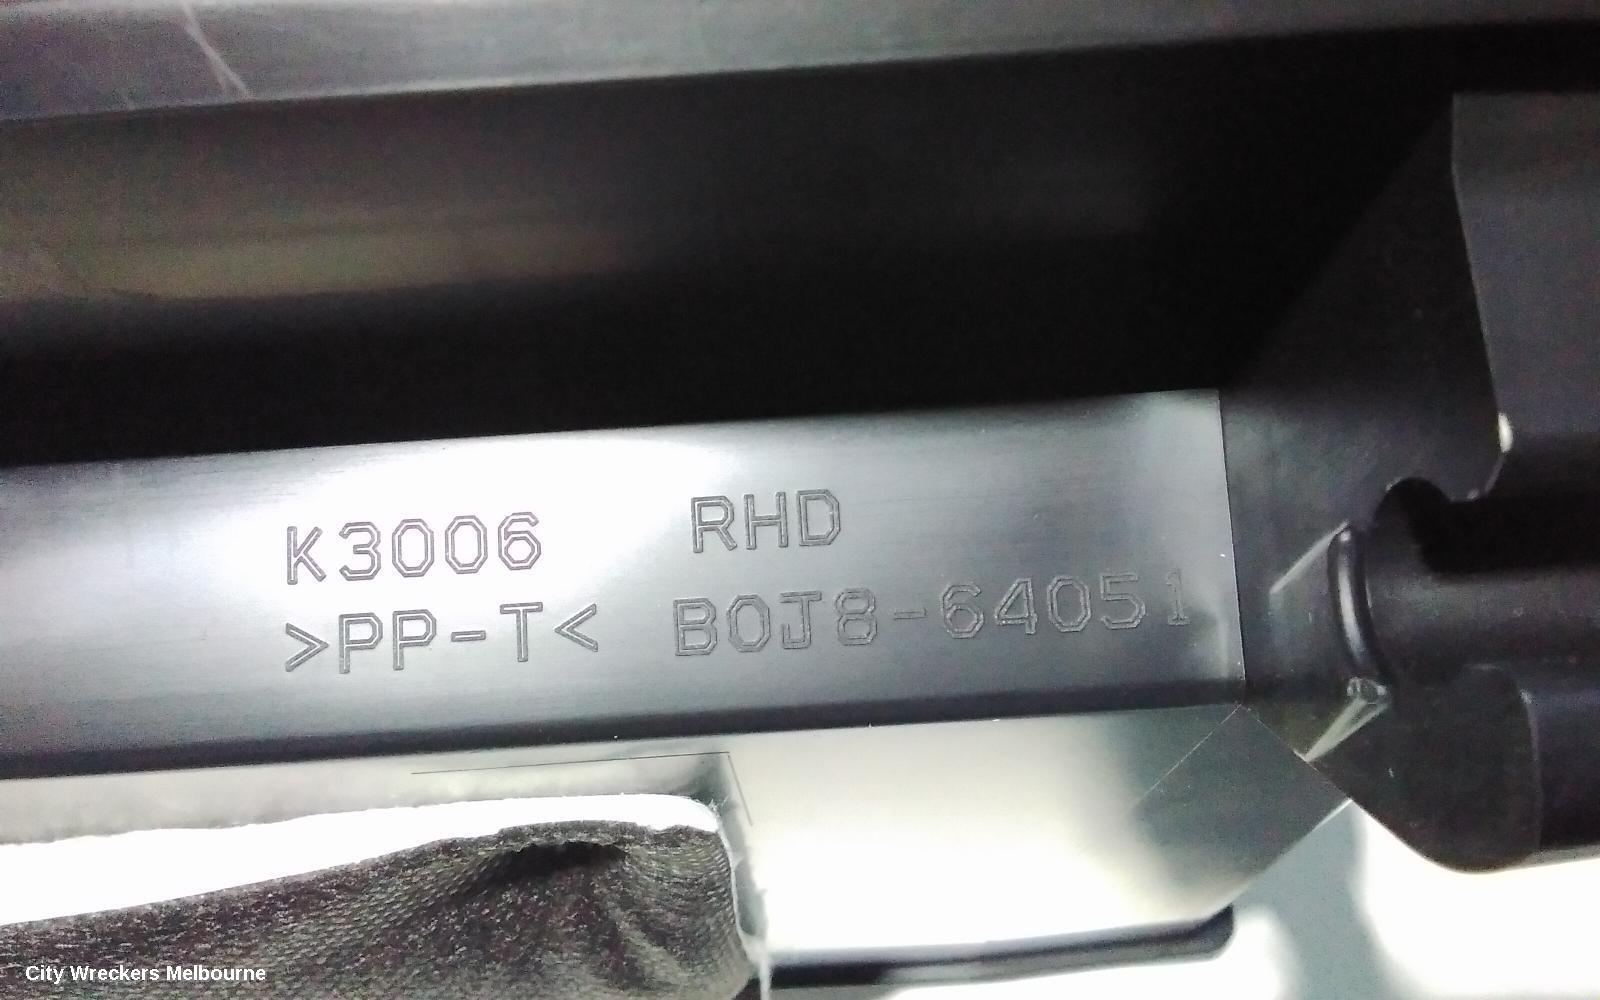 K3006 RHD
>PP-T< B0J8-64051
City Wreckers Melbourne